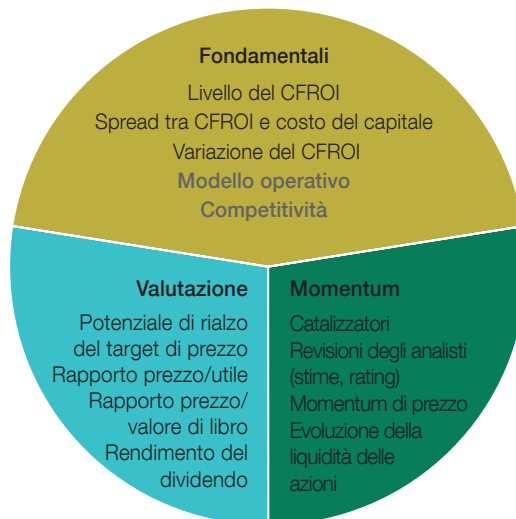 Fondamentali
Livello del CFROI
Spread tra CFROI e costo del capitale
Variazione del CFROI
Modello operativo
Competitività
Valutazione
Potenziale di rialzo
del target di prezzo
Rapporto prezzo/utile
Rapporto prezzo/
valore di libro
Rendimento del
dividendo
Momentum
Catalizzatori
Revisioni degli analisti
(stime, rating)
Momentum di prezzo
Evoluzione della
liquidità delle
azioni